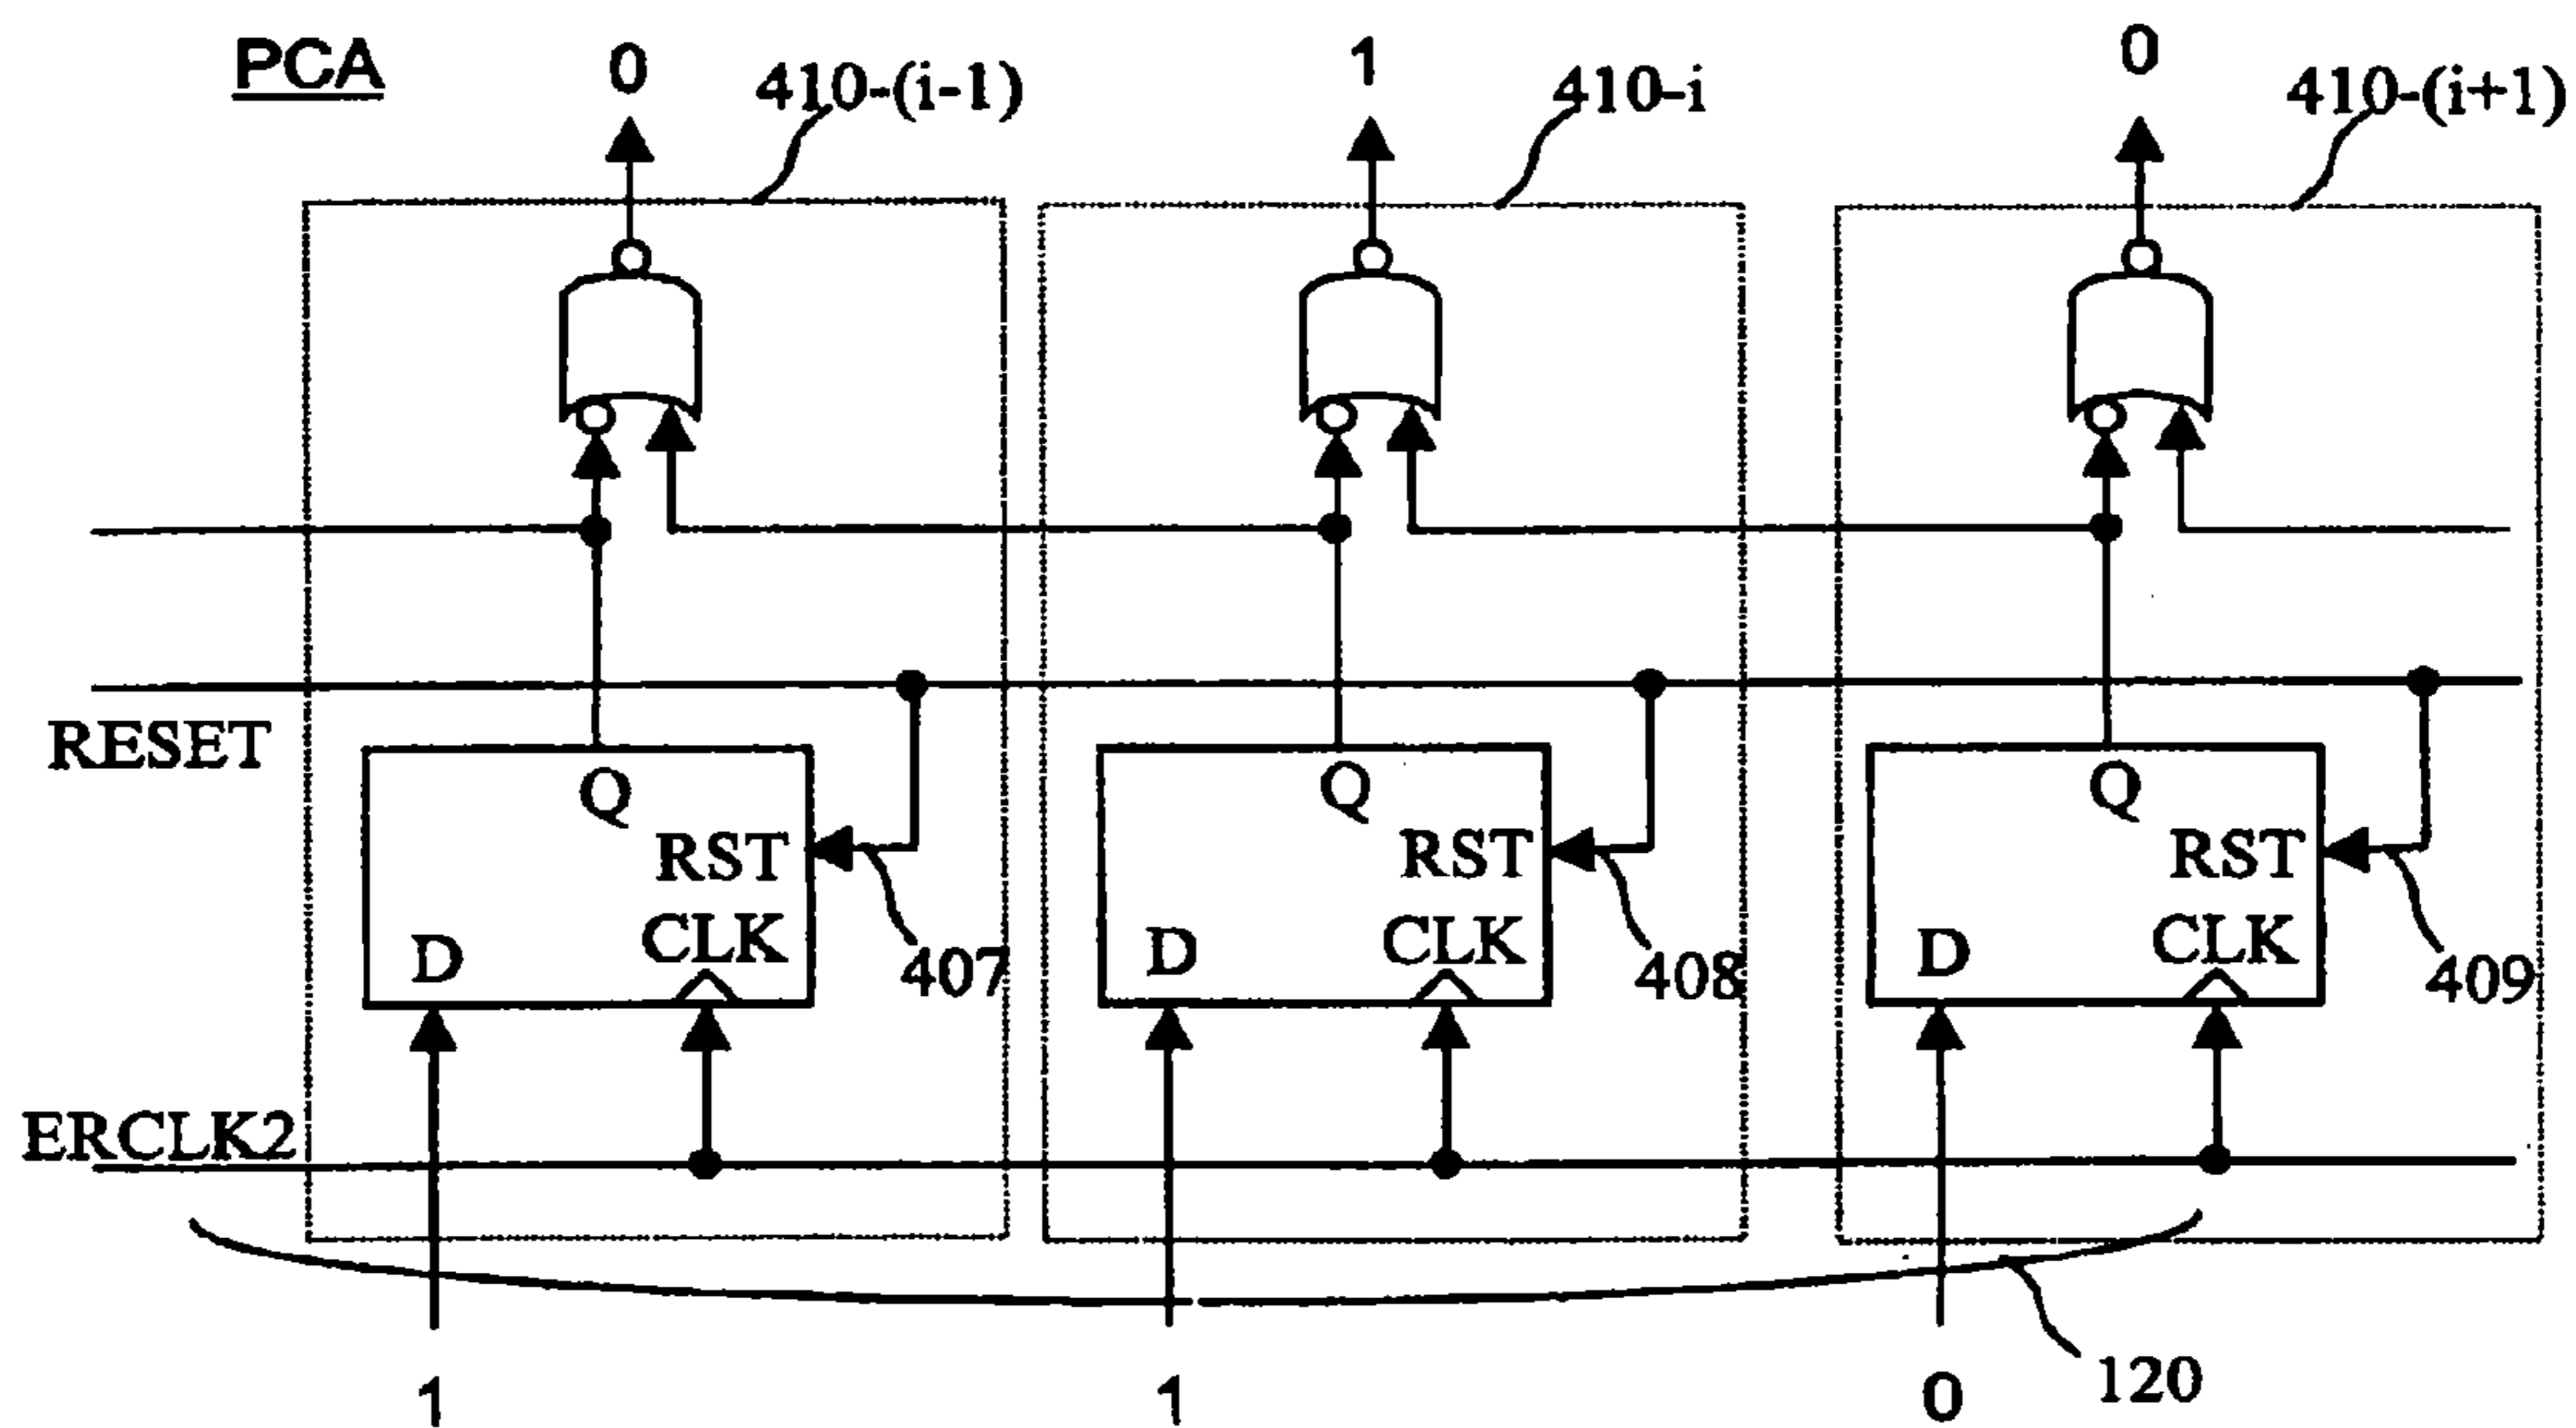 PCA
0
410-(i-1)
1
410-i
0
410-(i+1)
RESET
Q
RST
CLK
D
407
Q
RST
CLK
D
408
Q
RST
CLK
D
409
ERCLK2
1
1
0
120